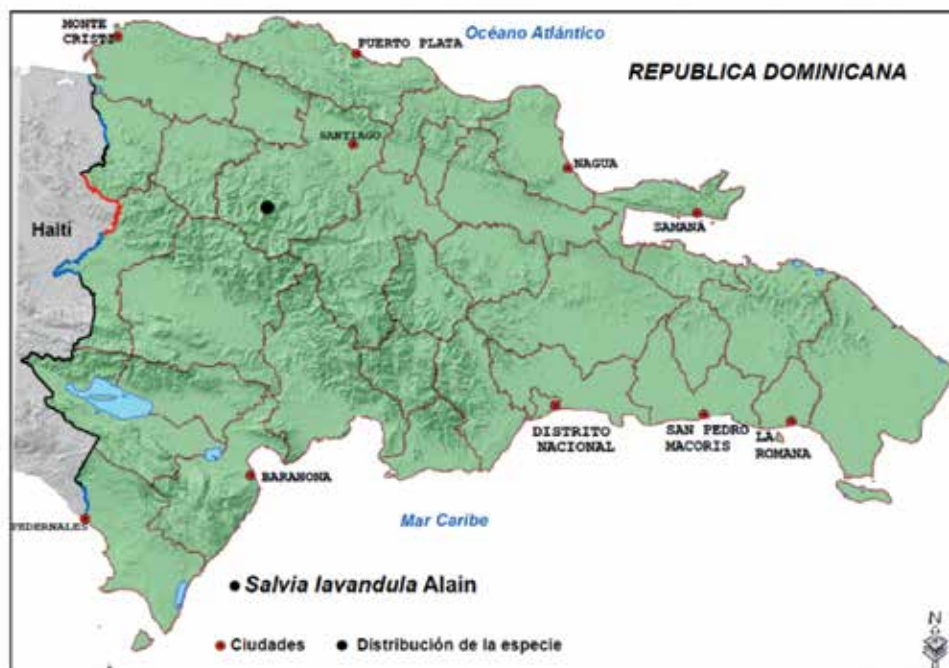 MONTE
CRISTI
PUERTO PLATA
Océano Atlántico
REPUBLICA DOMINICANA
SANTIAGO
NAGUA
Haití
SAMANÁ
DISTRITO
NACIONAL
SAN PEDRO
MACORIS
LA
ROMANA
BARAHONA
PEDERNALES
Mar Caribe
Salvia lavandula Alain
Ciudades
Distribución de la especie
N